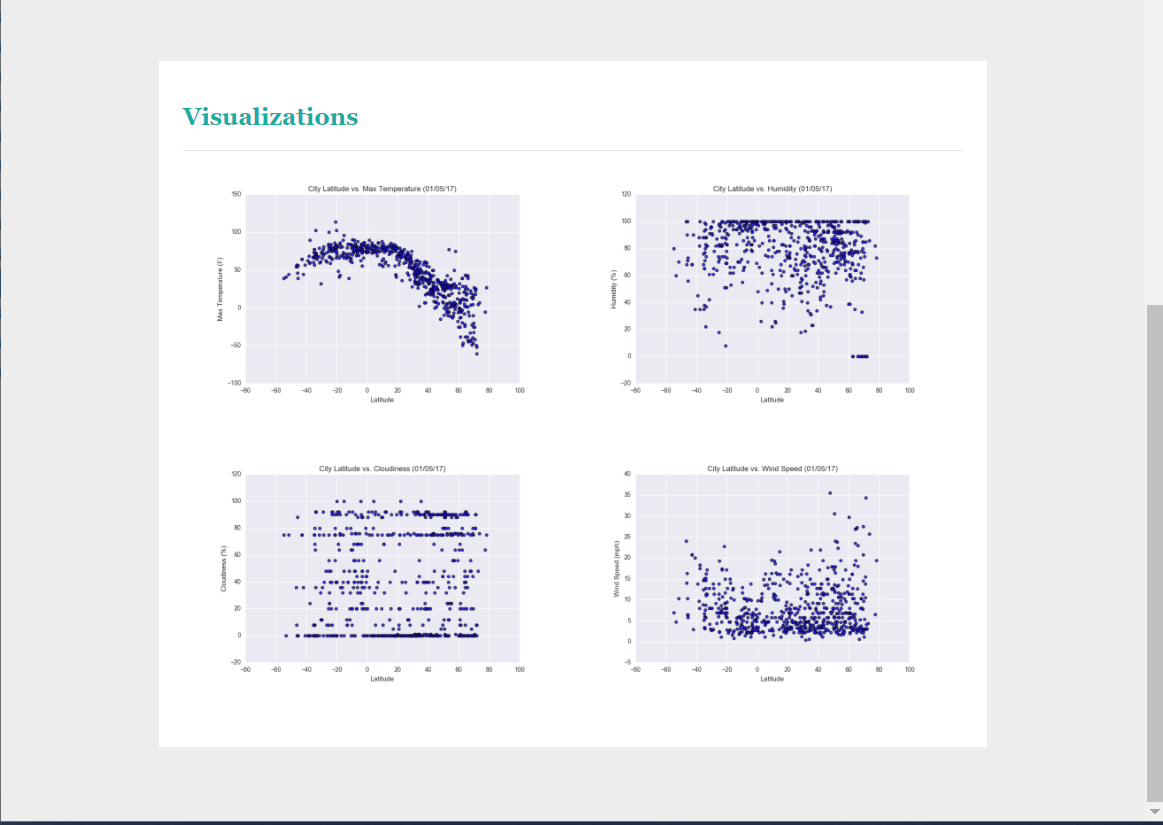 Visualizations
City Latitude vs. Max Temperature (01/05/17)
150
100
50
0
−50
−100
Max Temperature (F)
−80 −60 −40 −20 0 20 40 60 80 100
Latitude
City Latitude vs. Humidity (01/05/17)
120
100
80
60
40
20
0
−20
Humidity (%)
−80 −60 −40 −20 0 20 40 60 80 100
Latitude
City Latitude vs. Cloudiness (01/05/17)
120
100
80
60
40
20
0
−20
Cloudiness (%)
−80 −60 −40 −20 0 20 40 60 80 100
Latitude
City Latitude vs. Wind Speed (01/05/17)
40
35
30
25
20
15
10
5
0
−5
Wind Speed (mph)
−80 −60 −40 −20 0 20 40 60 80 100
Latitude